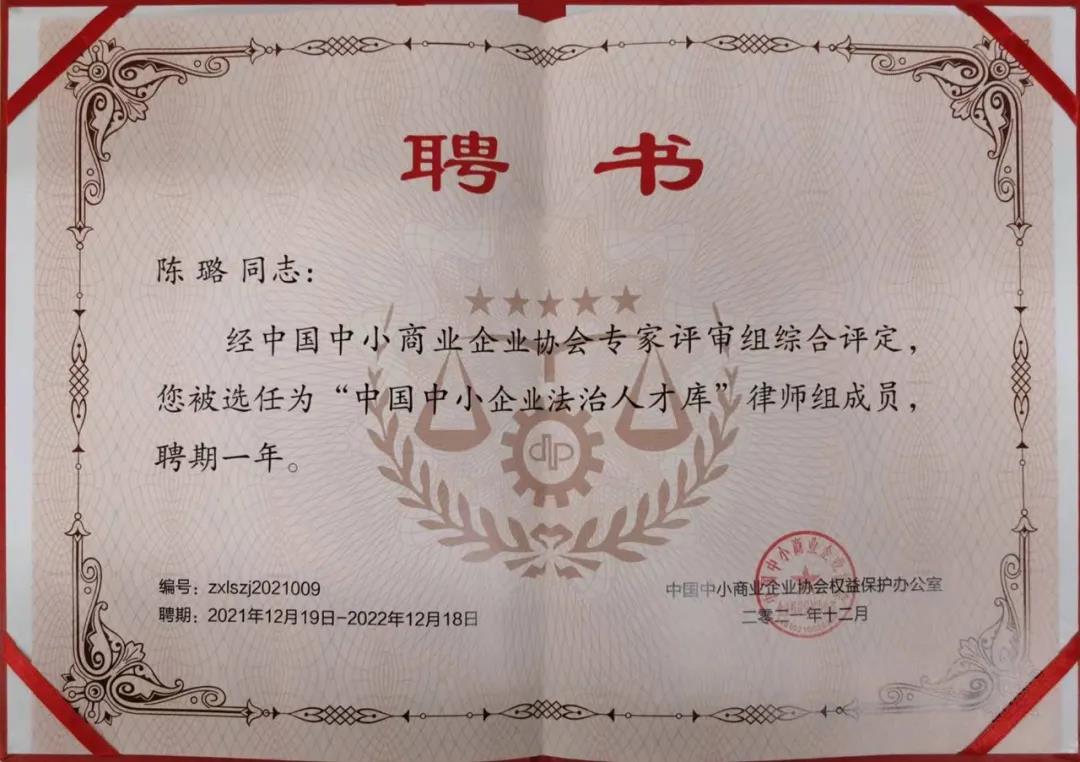 聘书
陈璐同志：
经中国中小商业企业协会专家评审组综合评定，
您被选任为“中国中小企业法治人才库”律师组成员，
聘期一年。
编号：zxlszj2021009
聘期：2021年12月19日-2022年12月18日
中国中小商业企业协会权益保护办公室
二零二一年十二月